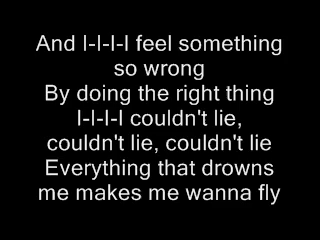 And I-I-I-I feel something
so wrong
By doing the right thing
I-I-I-I couldn't lie,
couldn't lie, couldn't lie
Everything that drowns
me makes me wanna fly